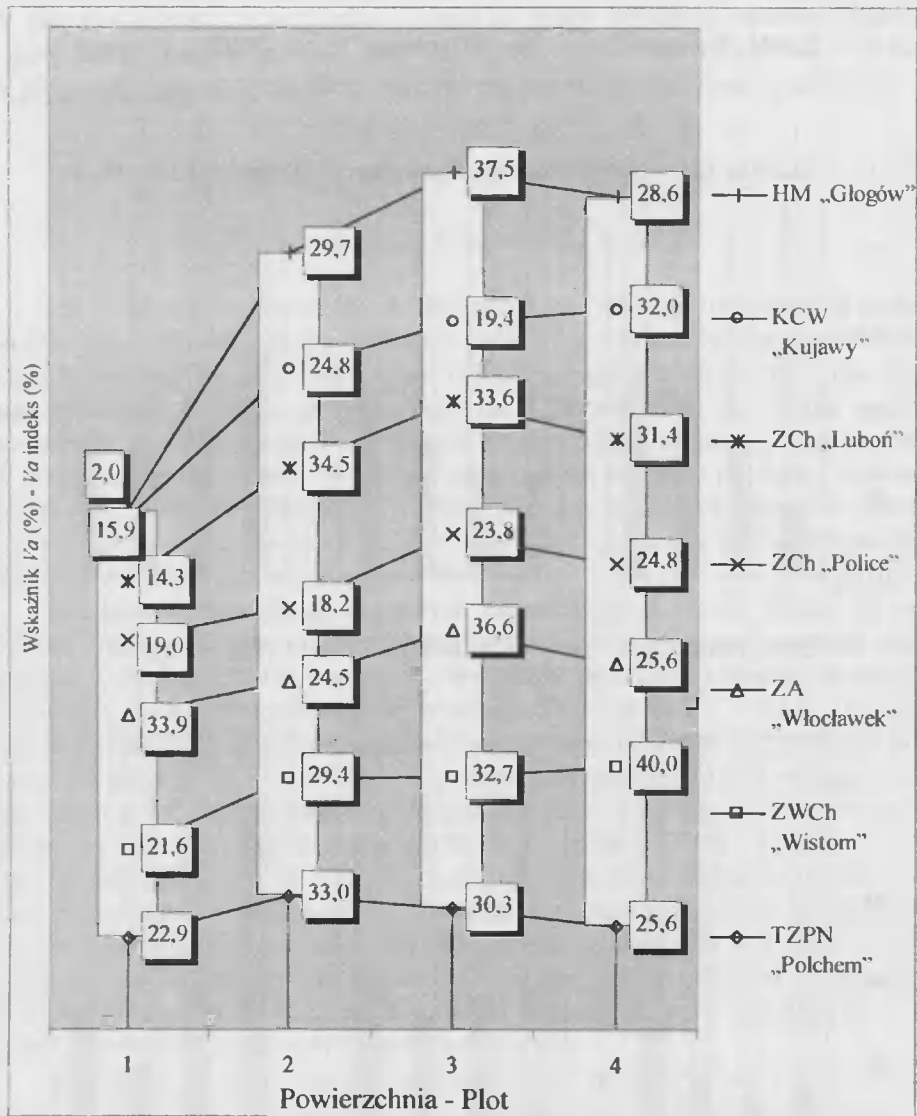 Wskaźnik Va (%) - Va indeks (%)
37,5
28,6
HM „Głogów”
29,7
19,4
32,0
KCW
„Kujawy”
24,8
33,6
31,4
ZCh „Luboń”
34,5
2,0
15,9
14,3
23,8
24,8
ZCh „Police”
18,2
19,0
36,6
25,6
ZA
„Włocławek”
24,5
33,9
29,4
32,7
40,0
ZWCh
„Wistom”
21,6
33,0
30,3
25,6
TZPN
„Polchem”
22,9
1 2 3 4
Powierzchnia - Plot